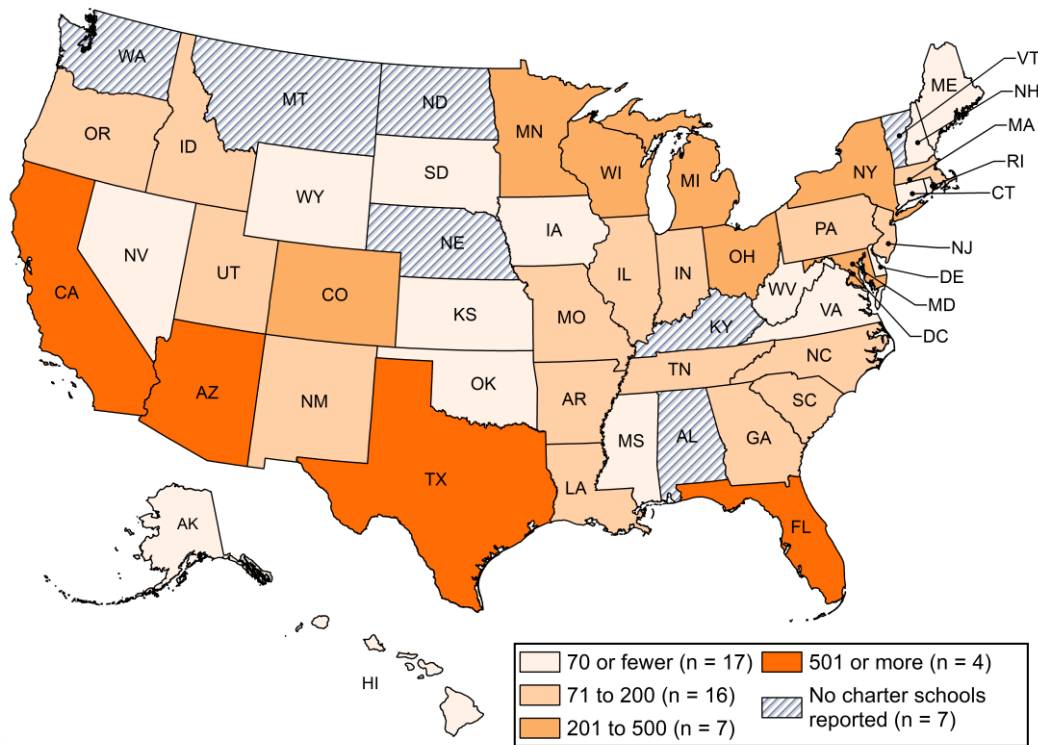 WA
MT
ND
MN
ME
VT
NH
MA
RI
CT
OR
ID
WY
SD
WI
MI
NY
NV
UT
CO
NE
IA
IL
IN
OH
PA
NJ
DE
MD
DC
CA
KS
MO
KY
WV
VA
AZ
NM
OK
AR
TN
NC
SC
TX
LA
MS
AL
GA
FL
AK
HI
70 or fewer (n = 17)
71 to 200 (n = 16)
201 to 500 (n = 7)
501 or more (n = 4)
No charter schools
reported (n = 7)